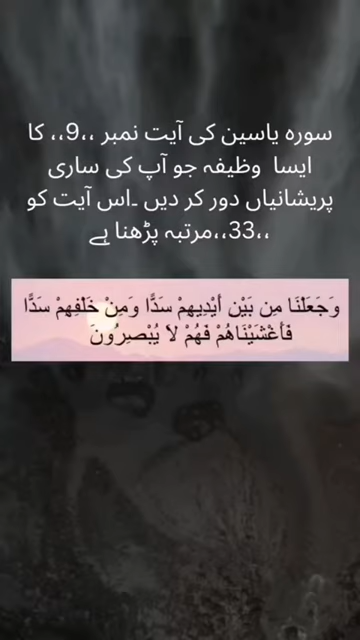 سورہ یاسین کی آیت نمبر ،،9،، کا
ایسا وظیفہ جو آپ کی ساری
پریشانیاں دور کر دیں ۔اس آیت کو
،،33،،مرتبہ پڑھنا ہے
وَجَعَلْنَا مِن بَيْنِ أَيْدِيهِمْ سَدًّا وَمِنْ خَلْفِهِمْ سَدًّا
فَأَغْشَيْنَاهُمْ فَهُمْ لاَ يُبْصِرُونَ